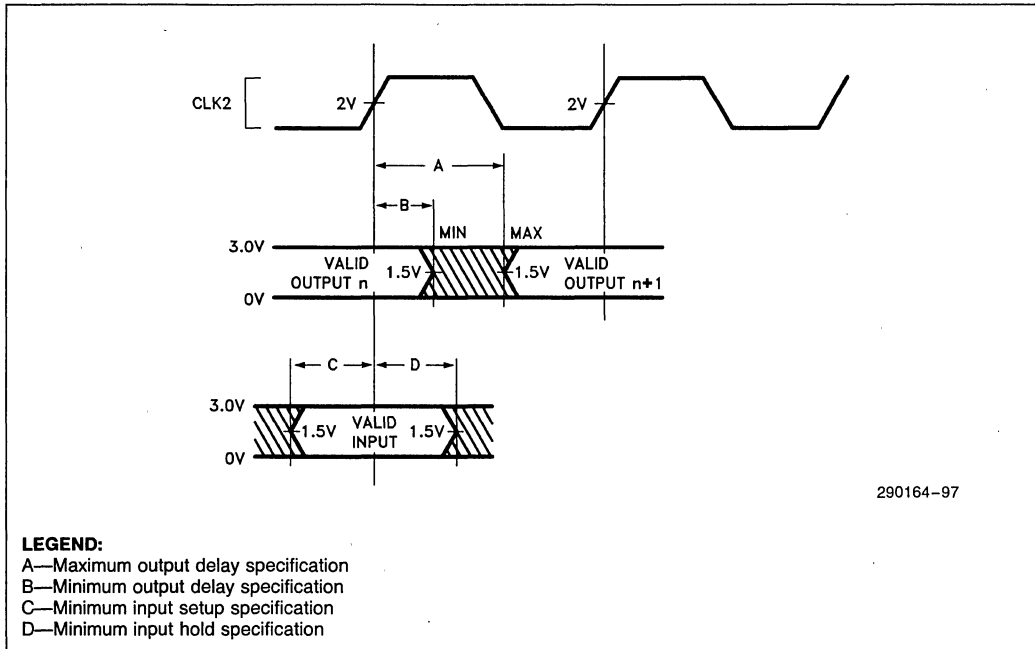 CLK2
2V
2V
A
B
MIN MAX
3.0V
VALID OUTPUT n
1.5V
1.5V
VALID OUTPUT n+1
0V
C
D
3.0V
1.5V
VALID INPUT
1.5V
0V
290164–97
LEGEND:
A—Maximum output delay specification
B—Minimum output delay specification
C—Minimum input setup specification
D—Minimum input hold specification